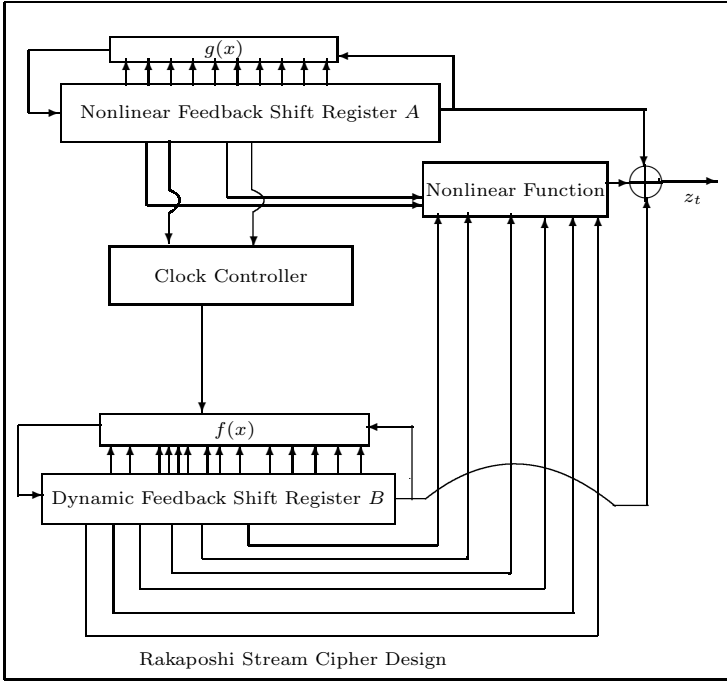 g(x)
Nonlinear Feedback Shift Register A
Nonlinear Function
z_t
Clock Controller
f(x)
Dynamic Feedback Shift Register B
Rakaposhi Stream Cipher Design